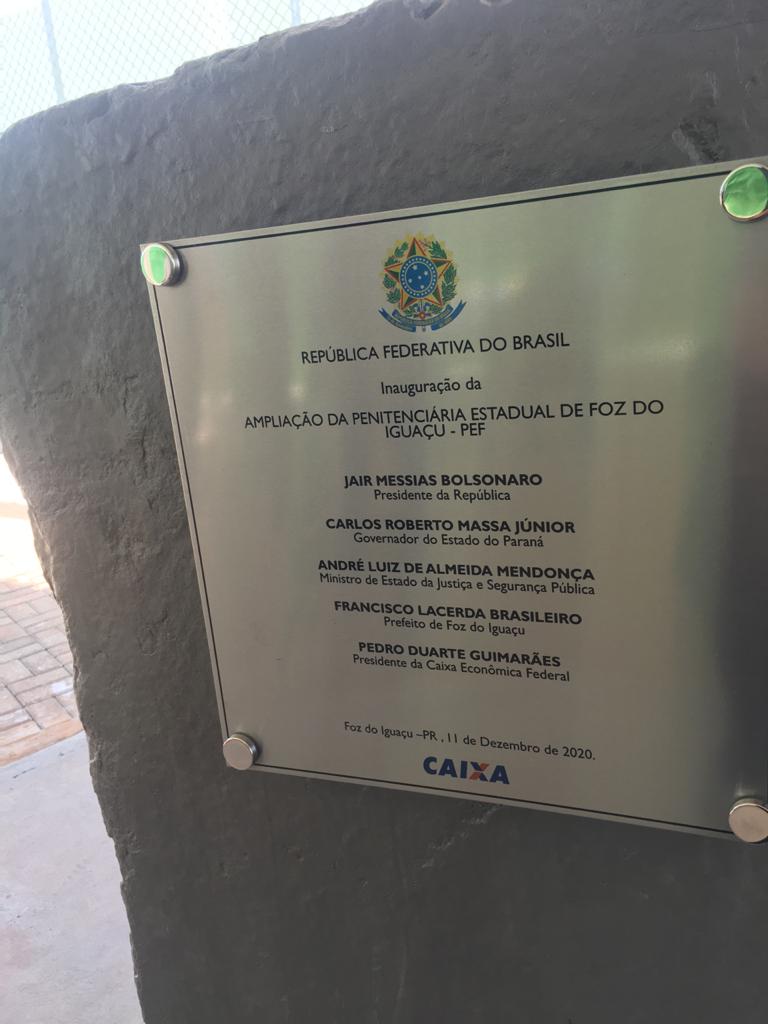 REPÚBLICA FEDERATIVA DO BRASIL
Inauguração da
AMPLIAÇÃO DA PENITENCIÁRIA ESTADUAL DE FOZ DO
IGUAÇU - PEF
JAIR MESSIAS BOLSONARO
Presidente da República
CARLOS ROBERTO MASSA JÚNIOR
Governador do Estado do Paraná
ANDRÉ LUIZ DE ALMEIDA MENDONÇA
Ministro de Estado da Justiça e Segurança Pública
FRANCISCO LACERDA BRASILEIRO
Prefeito de Foz do Iguaçu
PEDRO DUARTE GUIMARÃES
Presidente da Caixa Econômica Federal
Foz do Iguaçu –PR , 11 de Dezembro de 2020.
CAIXA